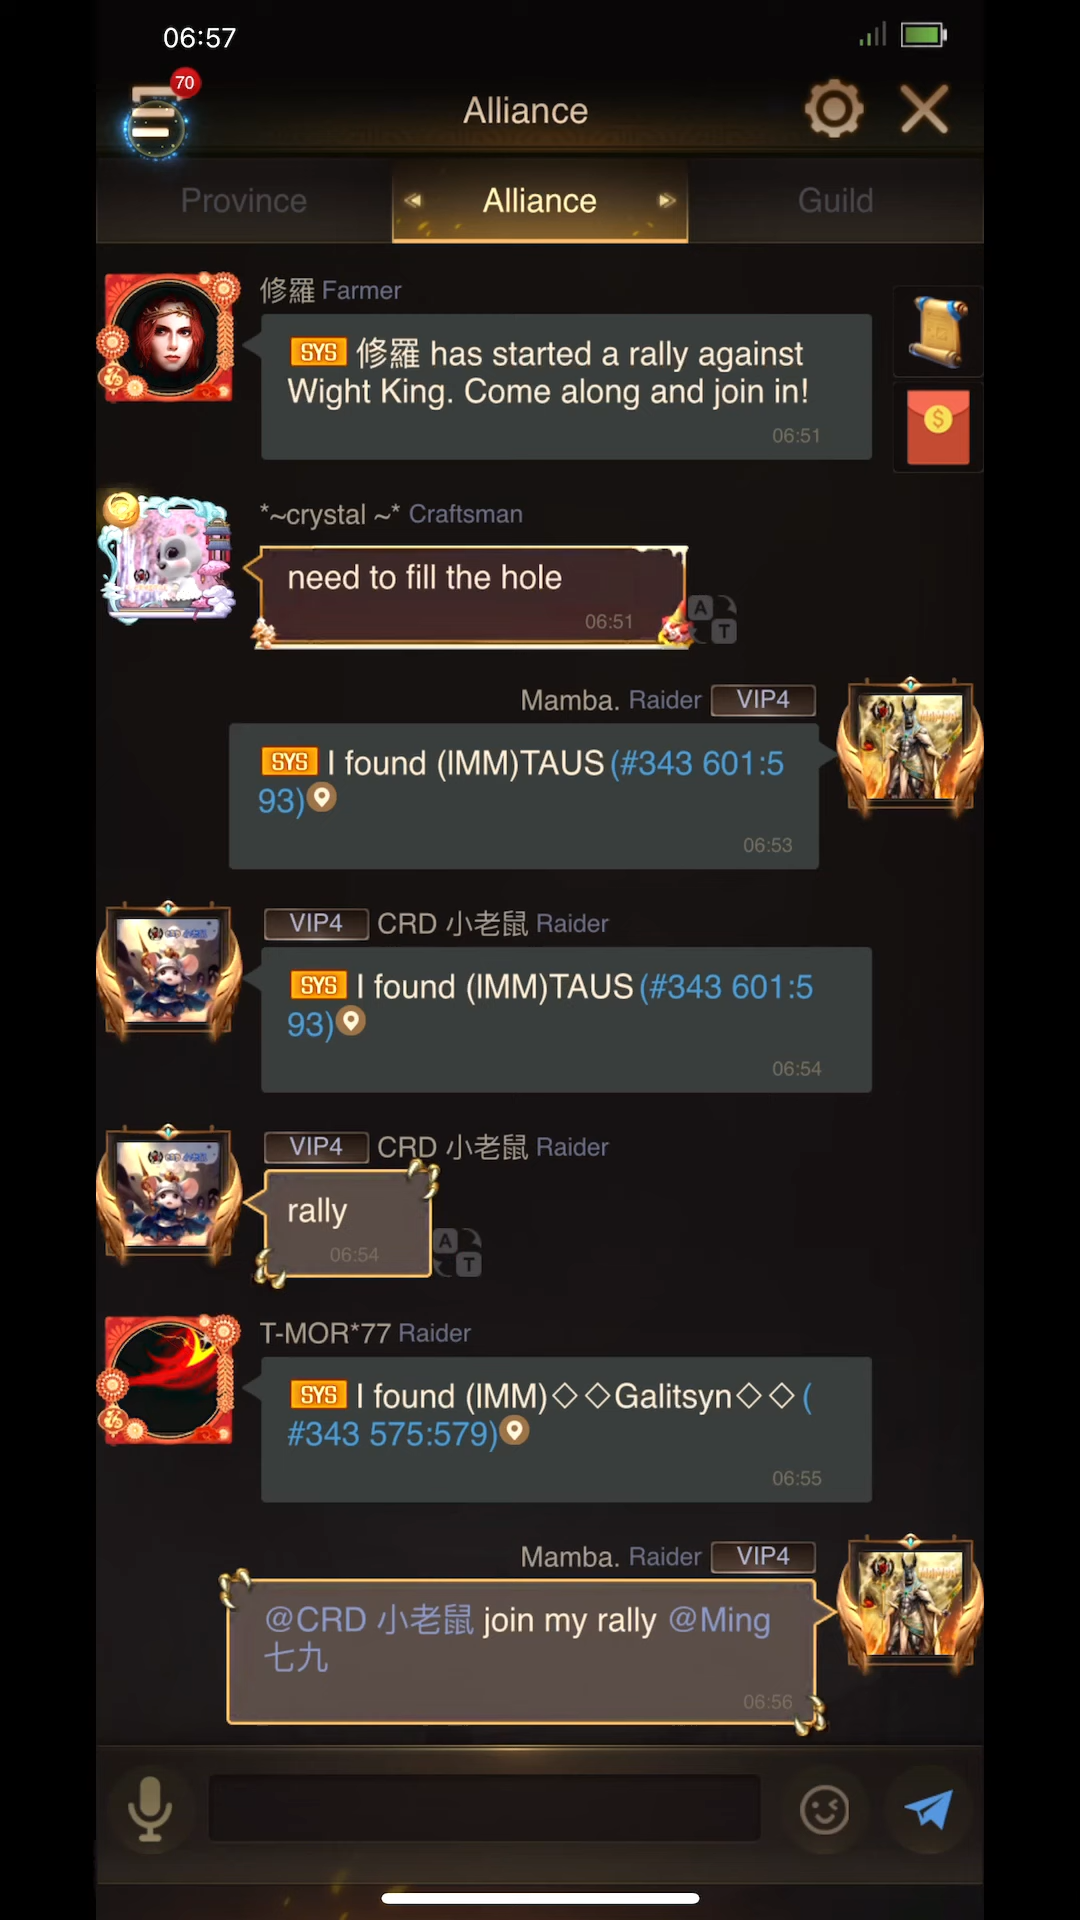 06:57
70
Alliance
Province
Alliance
Guild
修羅 Farmer
SYS 修羅 has started a rally against
Wight King. Come along and join in!
06:51
*~crystal ~* Craftsman
need to fill the hole
06:51
A
T
Mamba. Raider VIP4
SYS I found (IMM)TAUS (#343 601:5
93)
06:53
VIP4 CRD 小老鼠 Raider
SYS I found (IMM)TAUS (#343 601:5
93)
06:54
VIP4 CRD 小老鼠 Raider
rally
06:54
A
T
T-MOR*77 Raider
SYS I found (IMM)◇◇Galitsyn◇◇(
#343 575:579)
06:55
Mamba. Raider VIP4
@CRD 小老鼠 join my rally @Ming
七九
06:56